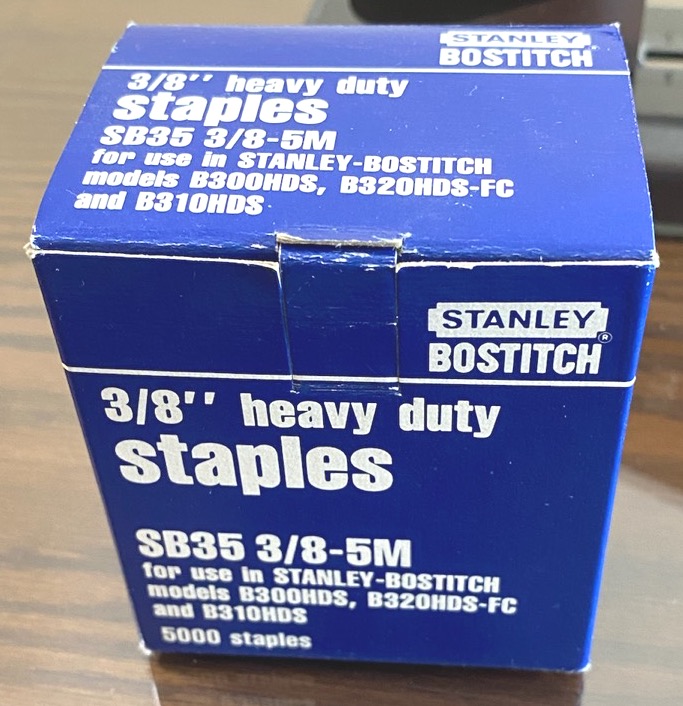 STANLEY
BOSTITCH
3/8'' heavy duty
staples
SB35 3/8-5M
for use in STANLEY-BOSTITCH
models B300HDS, B320HDS-FC
and B310HDS
STANLEY
®
BOSTITCH
3/8'' heavy duty
staples
SB35 3/8-5M
for use in STANLEY-BOSTITCH
models B300HDS, B320HDS-FC
and B310HDS
5000 staples